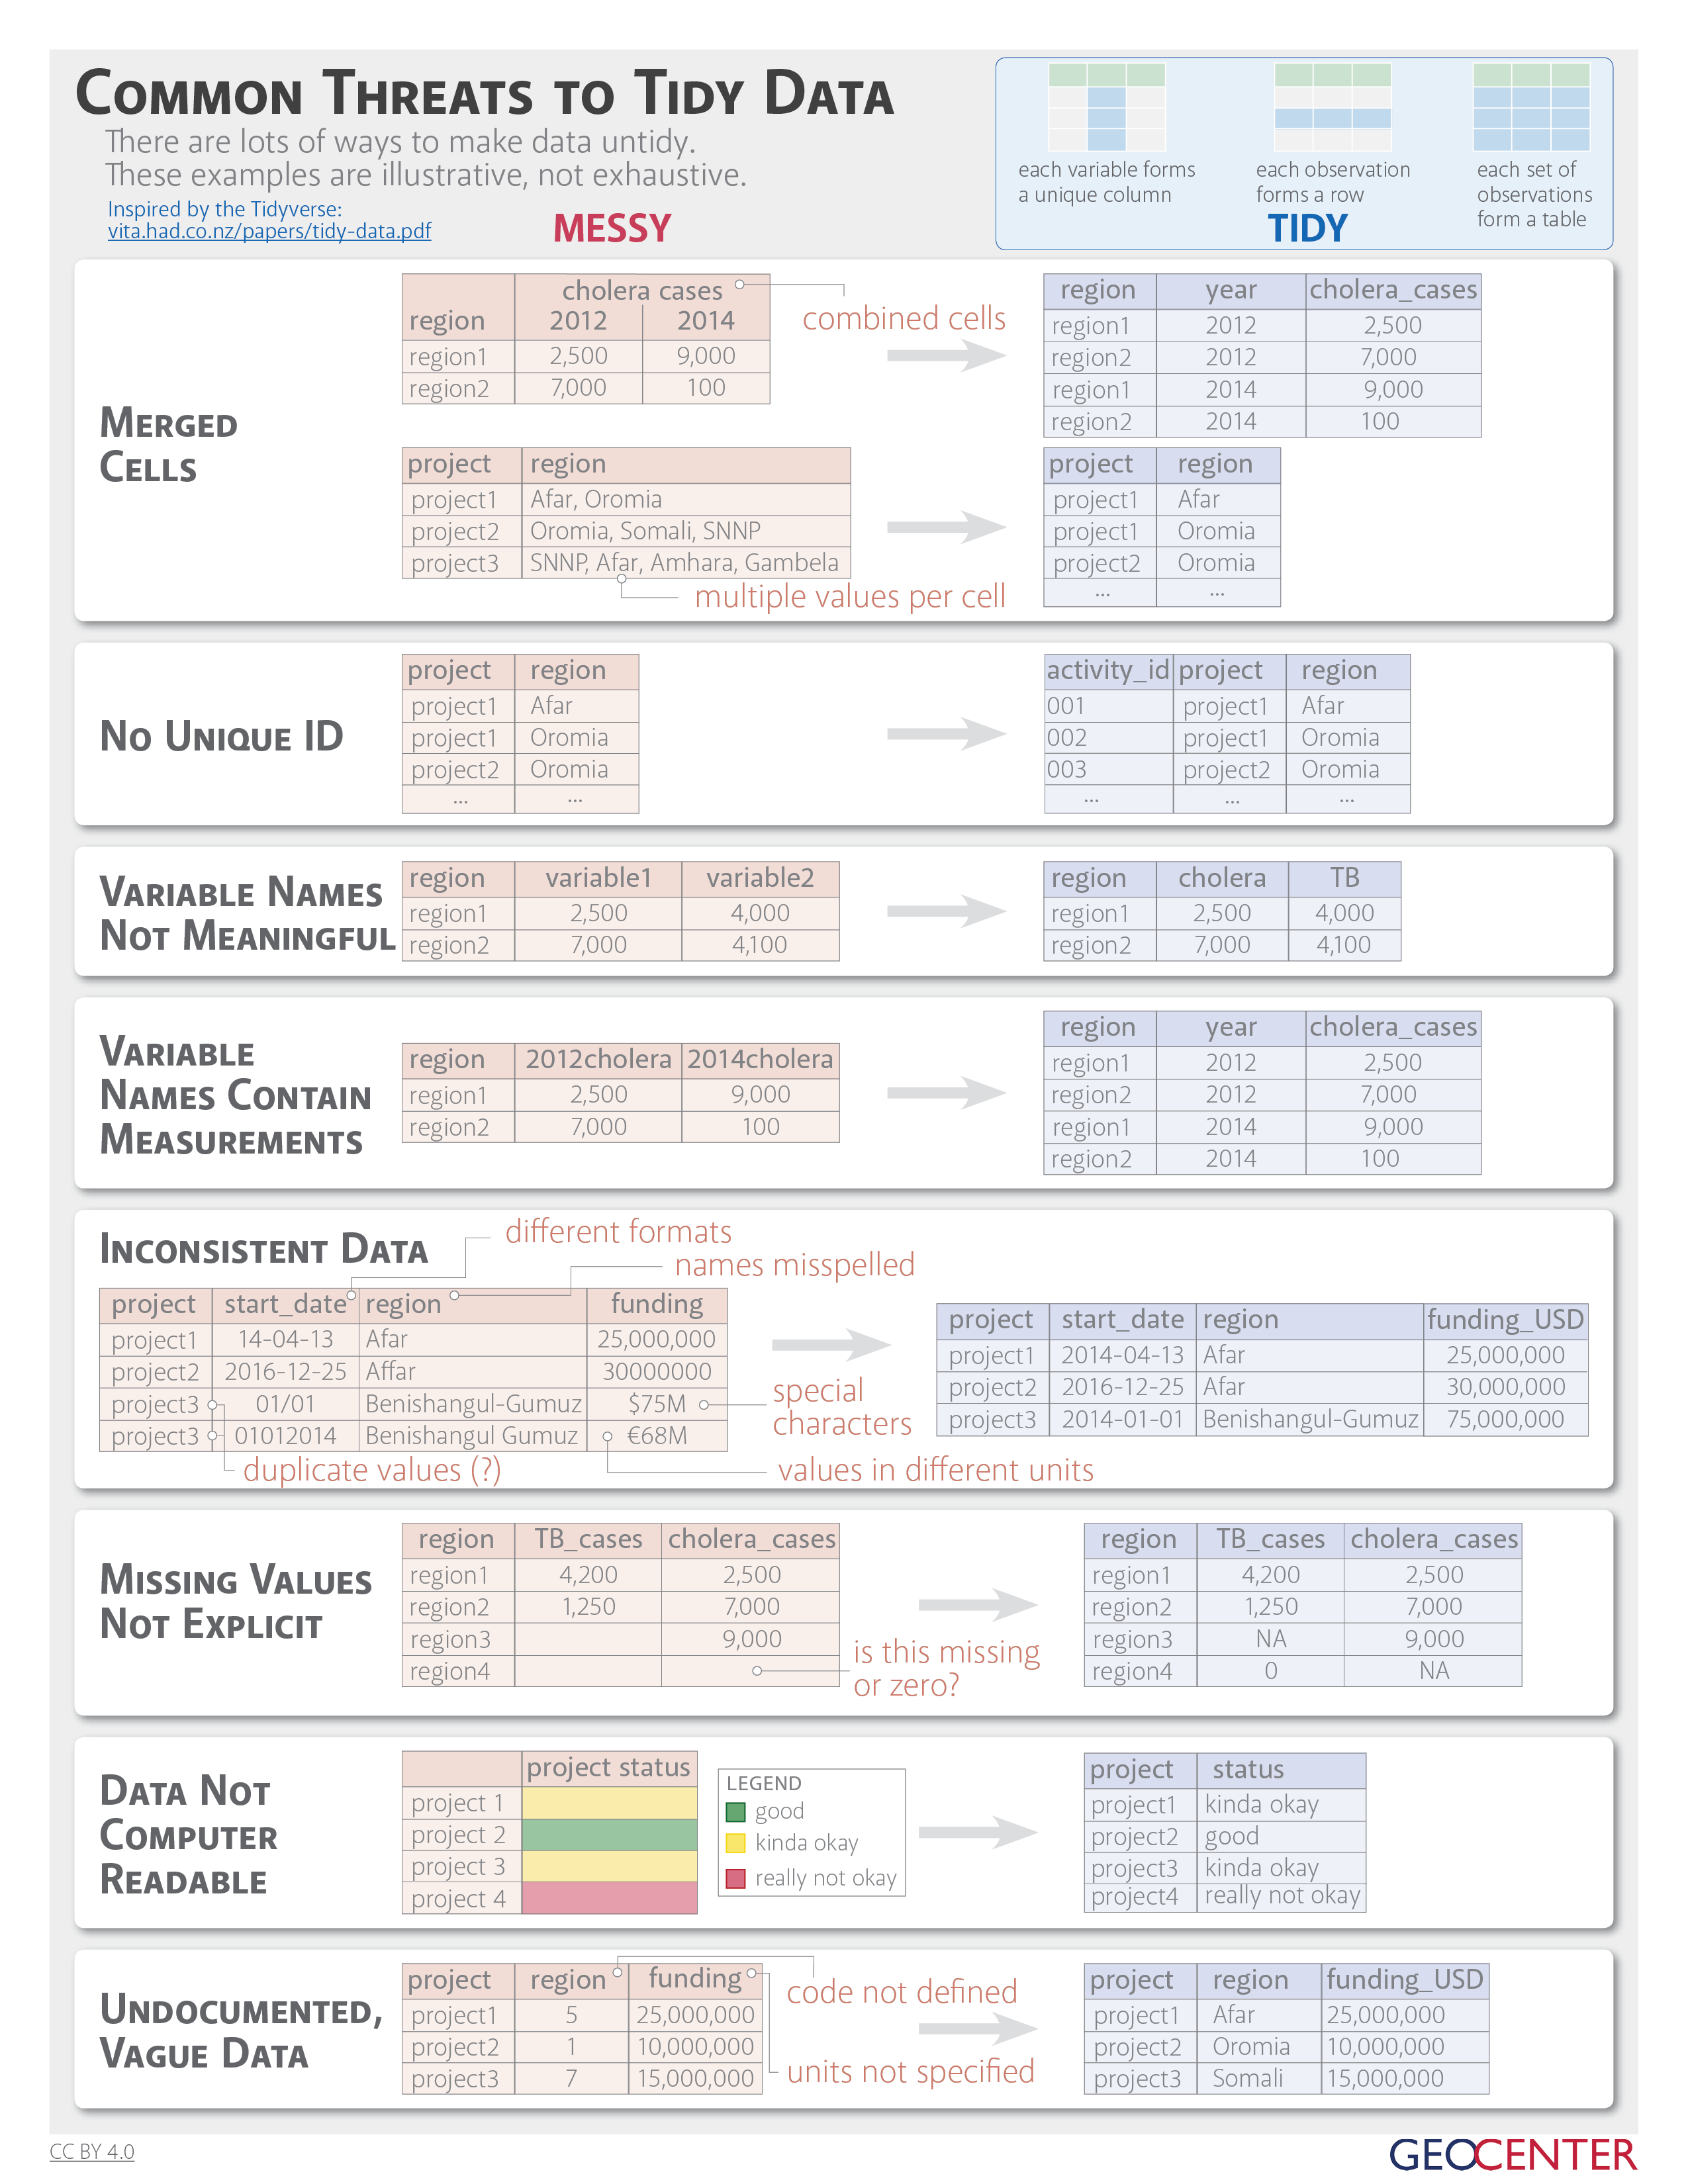 COMMON THREATS TO TIDY DATA
There are lots of ways to make data untidy.
These examples are illustrative, not exhaustive.
Inspired by the Tidyverse:
vita.had.co.nz/papers/tidy-data.pdf
MESSY
each variable forms
a unique column
each observation
forms a row
each set of
observations
form a table
TIDY
MERGED
CELLS
cholera cases
region 2012 2014
region1 2,500 9,000
region2 7,000 100
combined cells
region year cholera_cases
region1 2012 2,500
region2 2012 7,000
region1 2014 9,000
region2 2014 100
project region
project1 Afar, Oromia
project2 Oromia, Somali, SNNP
project3 SNNP, Afar, Amhara, Gambela
multiple values per cell
project region
project1 Afar
project1 Oromia
project2 Oromia
... ...
NO UNIQUE ID
project region
project1 Afar
project1 Oromia
project2 Oromia
... ...
activity_id project region
001 project1 Afar
002 project1 Oromia
003 project2 Oromia
... ... ...
VARIABLE NAMES
NOT MEANINGFUL
region variable1 variable2
region1 2,500 4,000
region2 7,000 4,100
region cholera TB
region1 2,500 4,000
region2 7,000 4,100
VARIABLE
NAMES CONTAIN
MEASUREMENTS
region 2012cholera 2014cholera
region1 2,500 9,000
region2 7,000 100
region year cholera_cases
region1 2012 2,500
region2 2012 7,000
region1 2014 9,000
region2 2014 100
INCONSISTENT DATA
different formats
names misspelled
project start_date region funding
project1 14-04-13 Afar 25,000,000
project2 2016-12-25 Affar 30000000
project3 01/01 Benishangul-Gumuz $75M
project3 01012014 Benishangul Gumuz €68M
special
characters
duplicate values (?)
values in different units
project start_date region funding_USD
project1 2014-04-13 Afar 25,000,000
project2 2016-12-25 Afar 30,000,000
project3 2014-01-01 Benishangul-Gumuz 75,000,000
MISSING VALUES
NOT EXPLICIT
region TB_cases cholera_cases
region1 4,200 2,500
region2 1,250 7,000
region3 9,000
region4
is this missing
or zero?
region TB_cases cholera_cases
region1 4,200 2,500
region2 1,250 7,000
region3 NA 9,000
region4 0 NA
DATA NOT
COMPUTER
READABLE
project status
project 1
project 2
project 3
project 4
LEGEND
good
kinda okay
really not okay
project status
project1 kinda okay
project2 good
project3 kinda okay
project4 really not okay
UNDOCUMENTED,
VAGUE DATA
project region funding
project1 5 25,000,000
project2 1 10,000,000
project3 7 15,000,000
code not defined
units not specified
project region funding_USD
project1 Afar 25,000,000
project2 Oromia 10,000,000
project3 Somali 15,000,000
CC BY 4.0
GEOCENTER